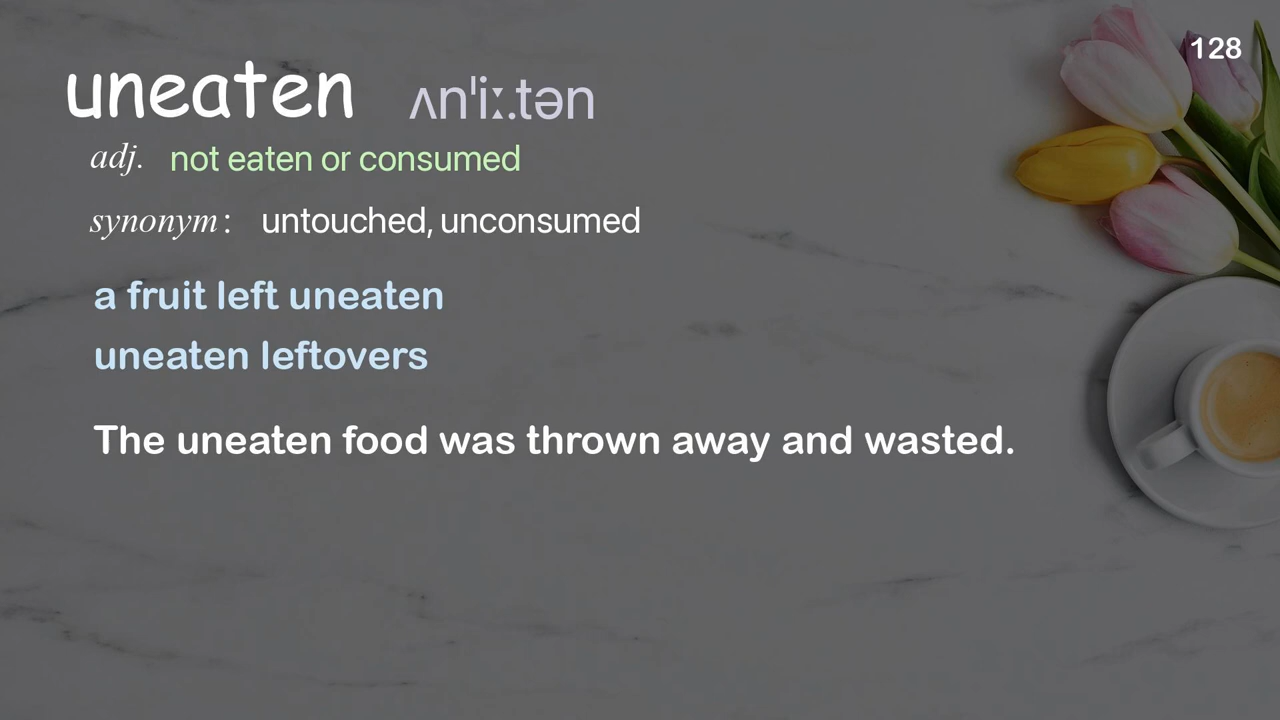 128
uneaten ʌnˈiː.tən
adj. not eaten or consumed
synonym: untouched, unconsumed
a fruit left uneaten
uneaten leftovers
The uneaten food was thrown away and wasted.